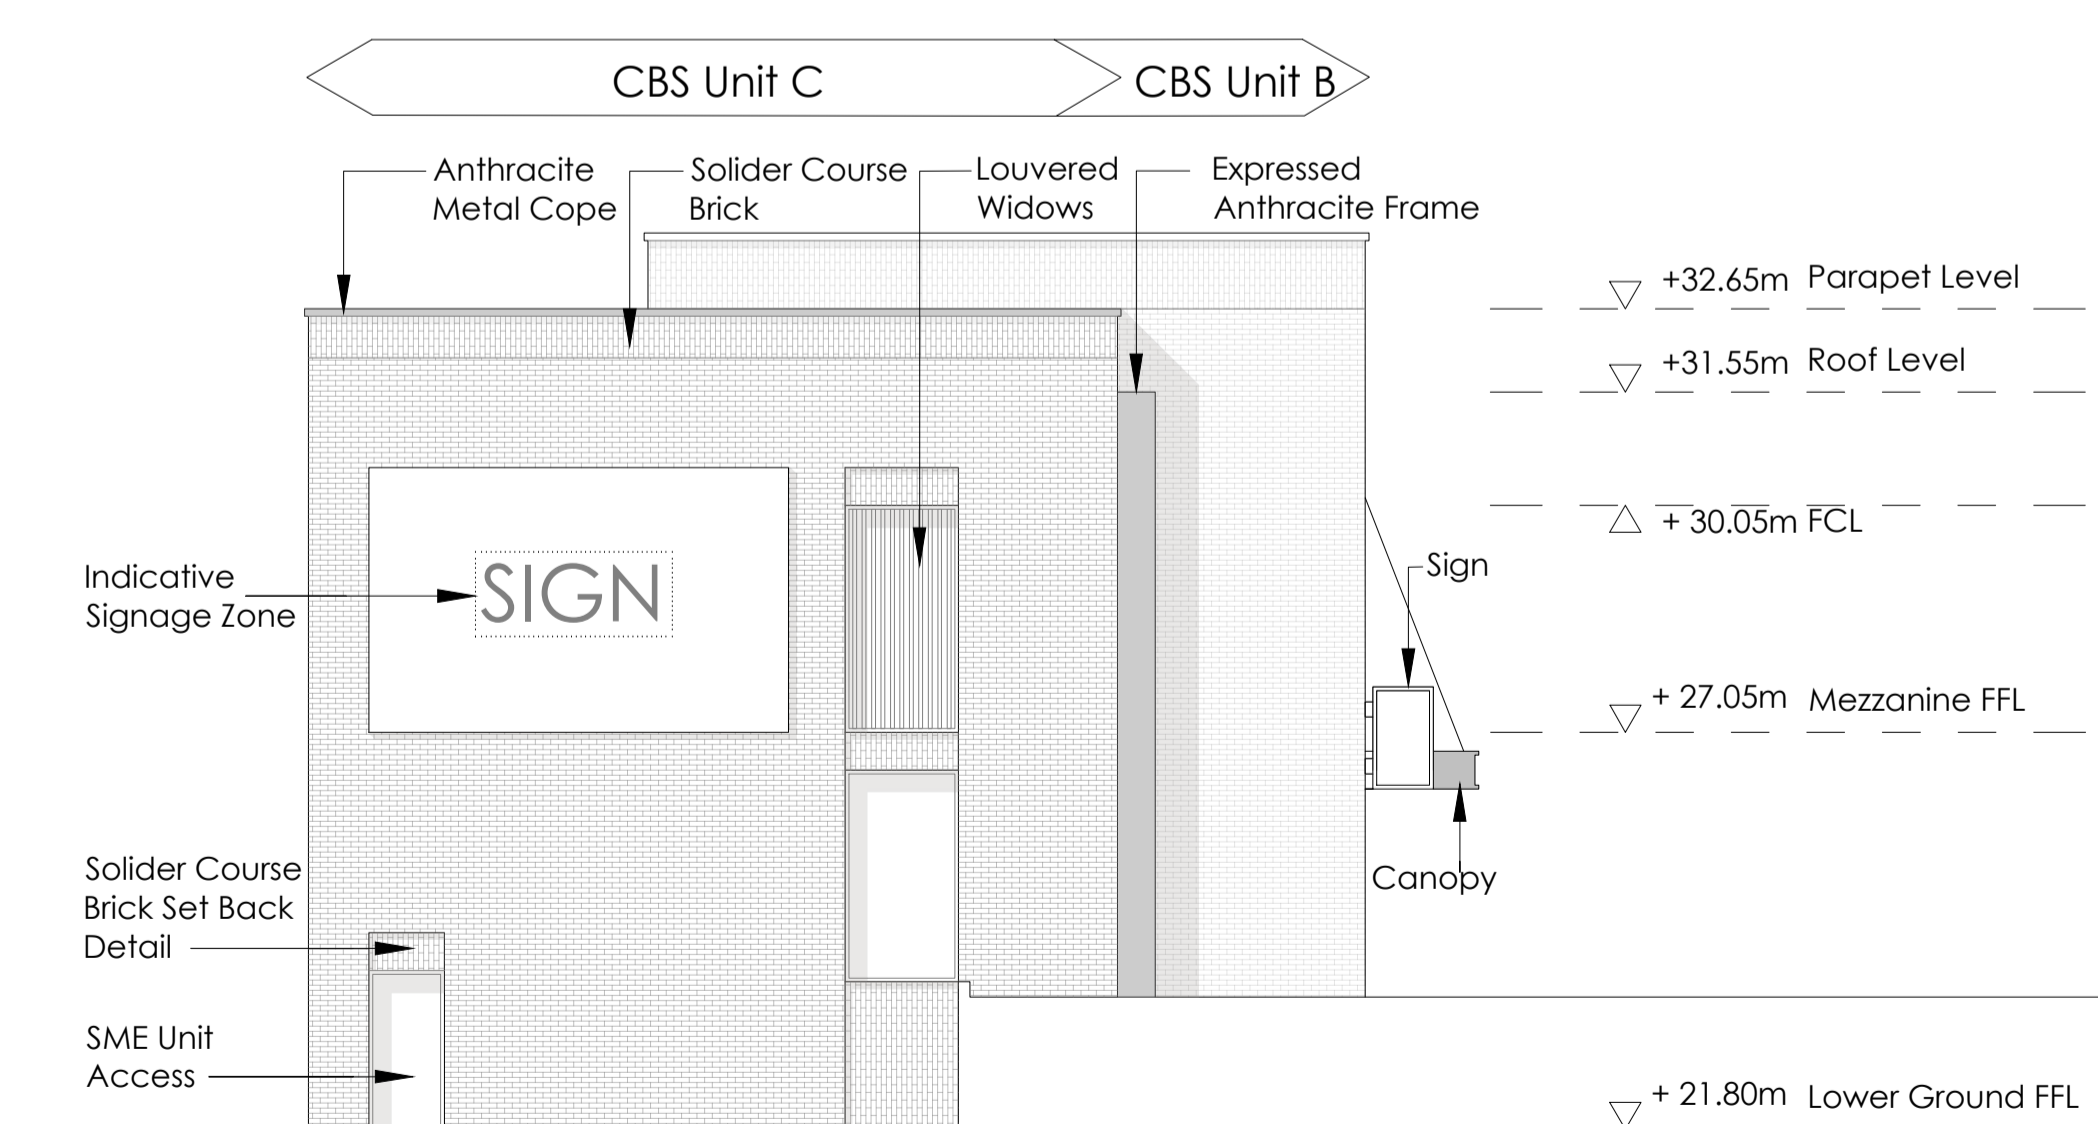 CBS Unit C
CBS Unit B
Anthracite
Metal Cope
Solider Course
Brick
Louvered
Widows
Expressed
Anthracite Frame
+32.65m Parapet Level
+31.55m Roof Level
+ 30.05m FCL
Sign
Indicative
Signage Zone
SIGN
+ 27.05m Mezzanine FFL
Canopy
Solider Course
Brick Set Back
Detail
SME Unit
Access
+ 21.80m Lower Ground FFL